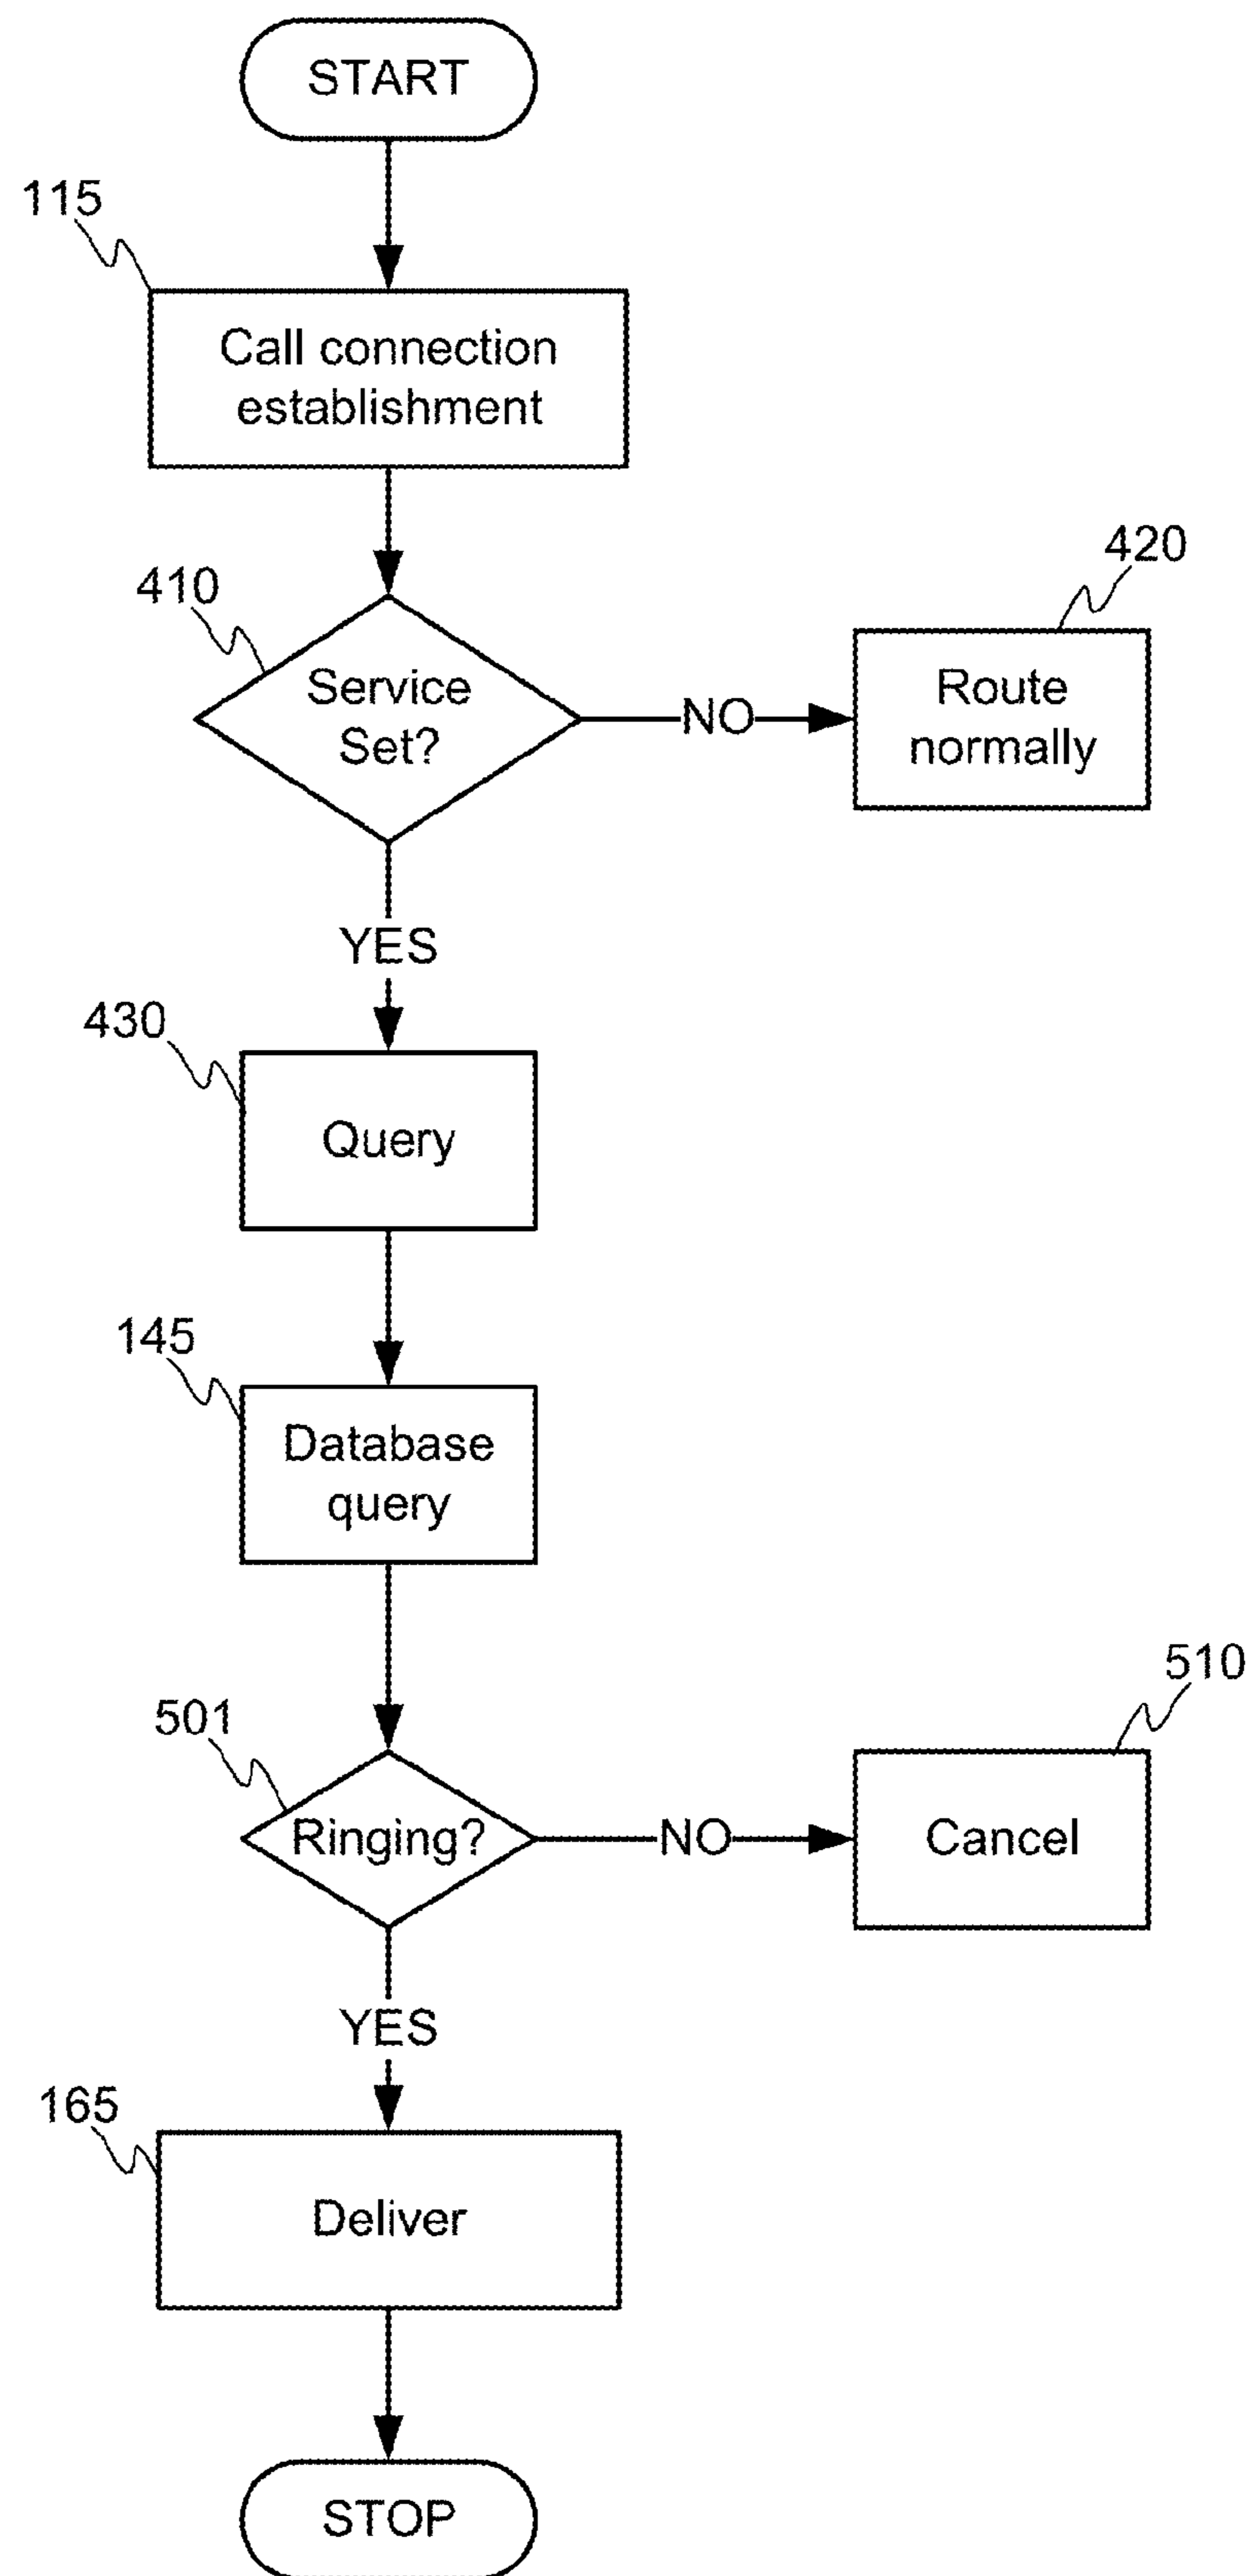 START
115
Call connection
establishment
410
Service
Set?
NO
420
Route
normally
YES
430
Query
145
Database
query
501
Ringing?
NO
510
Cancel
YES
165
Deliver
STOP